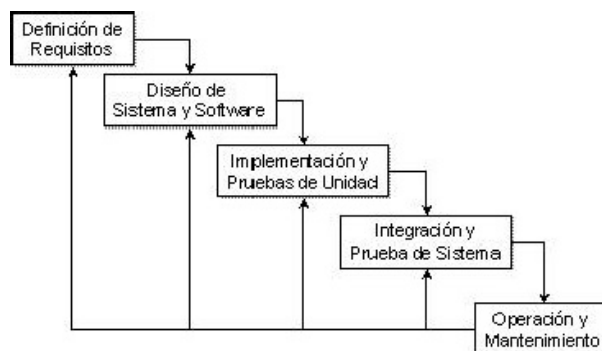 Definición de
Requisitos
Diseño de
Sistema y Software
Implementación y
Pruebas de Unidad
Integración y
Prueba de Sistema
Operación y
Mantenimiento